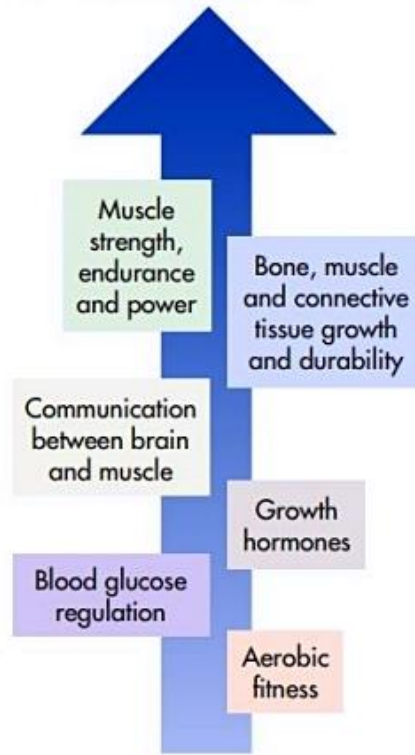 Muscle
strength,
endurance
and power
Bone, muscle
and connective
tissue growth
and durability
Communication
between brain
and muscle
Growth
hormones
Blood glucose
regulation
Aerobic
fitness